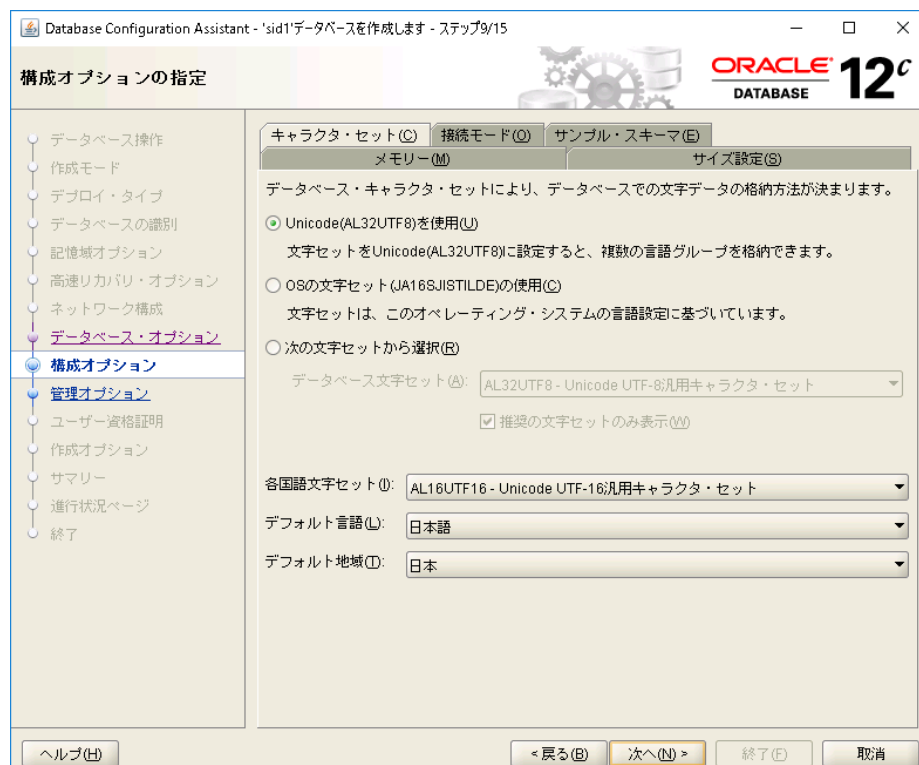 Database Configuration Assistant - 'sid1'データベースを作成します - ステップ9/15
構成オプションの指定
ORACLE
DATABASE
12c
データベース操作
作成モード
デプロイ・タイプ
データベースの識別
記憶域オプション
高速リカバリ・オプション
ネットワーク構成
データベース・オプション
構成オプション
管理オプション
ユーザー資格証明
作成オプション
サマリー
進行状況ページ
終了
キャラクタ・セット(C) 接続モード(O) サンプル・スキーマ(E)
メモリー(M) サイズ設定(S)
データベース・キャラクタ・セットにより、データベースでの文字データの格納方法が決まります。
Unicode(AL32UTF8)を使用(U)
文字セットをUnicode(AL32UTF8)に設定すると、複数の言語グループを格納できます。
OSの文字セット(JA16SJISTILDE)の使用(C)
文字セットは、このオペレーティング・システムの言語設定に基づいています。
次の文字セットから選択(R)
データベース文字セット(A): AL32UTF8 - Unicode UTF-8汎用キャラクタ・セット
推奨の文字セットのみ表示(W)
各国語文字セット(I): AL16UTF16 - Unicode UTF-16汎用キャラクタ・セット
デフォルト言語(L): 日本語
デフォルト地域(T): 日本
ヘルプ(H) <戻る(B) 次へ(N)> 終了(F) 取消